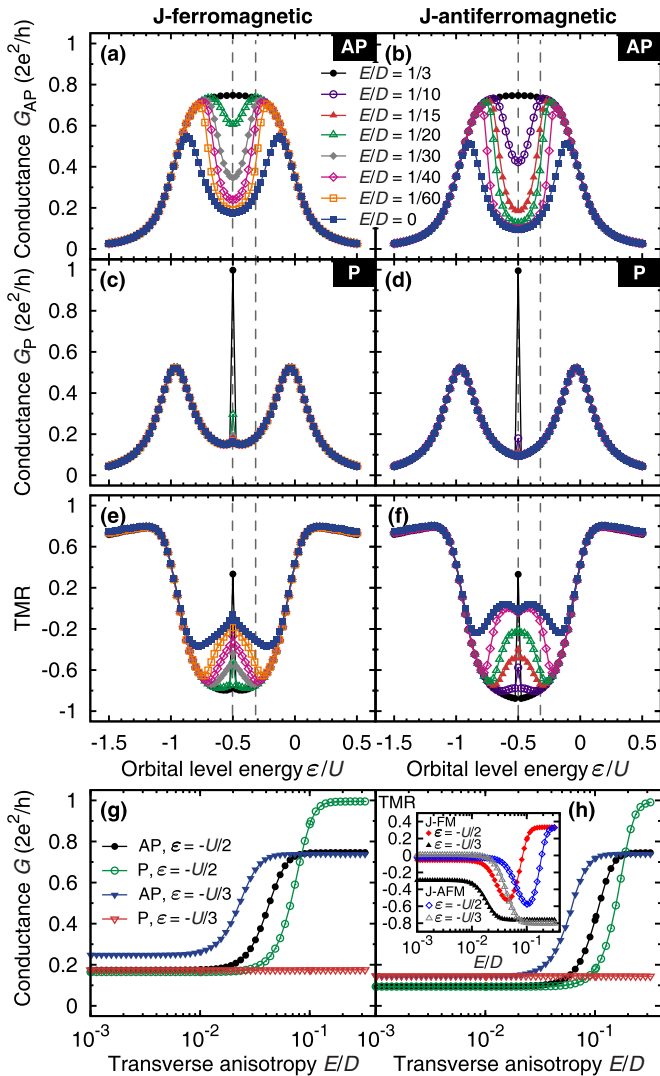 J-ferromagnetic
J-antiferromagnetic
(a)
AP
(b)
AP
E/D = 1/3
E/D = 1/10
E/D = 1/15
E/D = 1/20
E/D = 1/30
E/D = 1/40
E/D = 1/60
E/D = 0
Conductance G_AP (2e²/h)
1
0.8
0.6
0.4
0.2
0
(c)
P
(d)
P
Conductance G_P (2e²/h)
1
0.8
0.6
0.4
0.2
0
(e)
(f)
TMR
1
0.6
0.2
-0.2
-0.6
-1
-1.5 -1 -0.5 0 0.5
-1.5 -1 -0.5 0 0.5
Orbital level energy ε/U
Orbital level energy ε/U
(g)
Conductance G (2e²/h)
1
0.8
0.6
0.4
0.2
0
AP, ε = -U/2
P, ε = -U/2
AP, ε = -U/3
P, ε = -U/3
10⁻³ 10⁻² 10⁻¹
Transverse anisotropy E/D
(h)
TMR
0.4
0.2
0
-0.2
-0.4
-0.6
-0.8
J-FM
ε = -U/2
ε = -U/3
J-AFM
ε = -U/2
ε = -U/3
10⁻³ 10⁻² 10⁻¹
E/D
10⁻³ 10⁻² 10⁻¹
Transverse anisotropy E/D